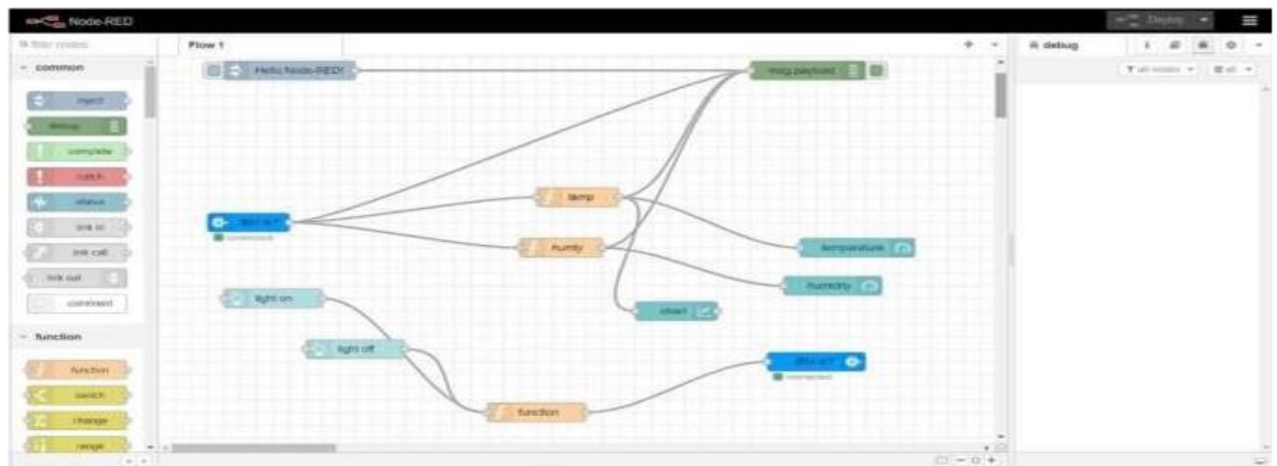 Node-RED
Deploy
filter nodes
Flow 1
debug
common
all nodes
all
Hello Node-RED!
msg.payload
inject
debug
complete
catch
status
link in
link call
link out
comment
temp
humity
connected
temperature
humidity
light on
chart
light off
connected
function
function
function
switch
change
range